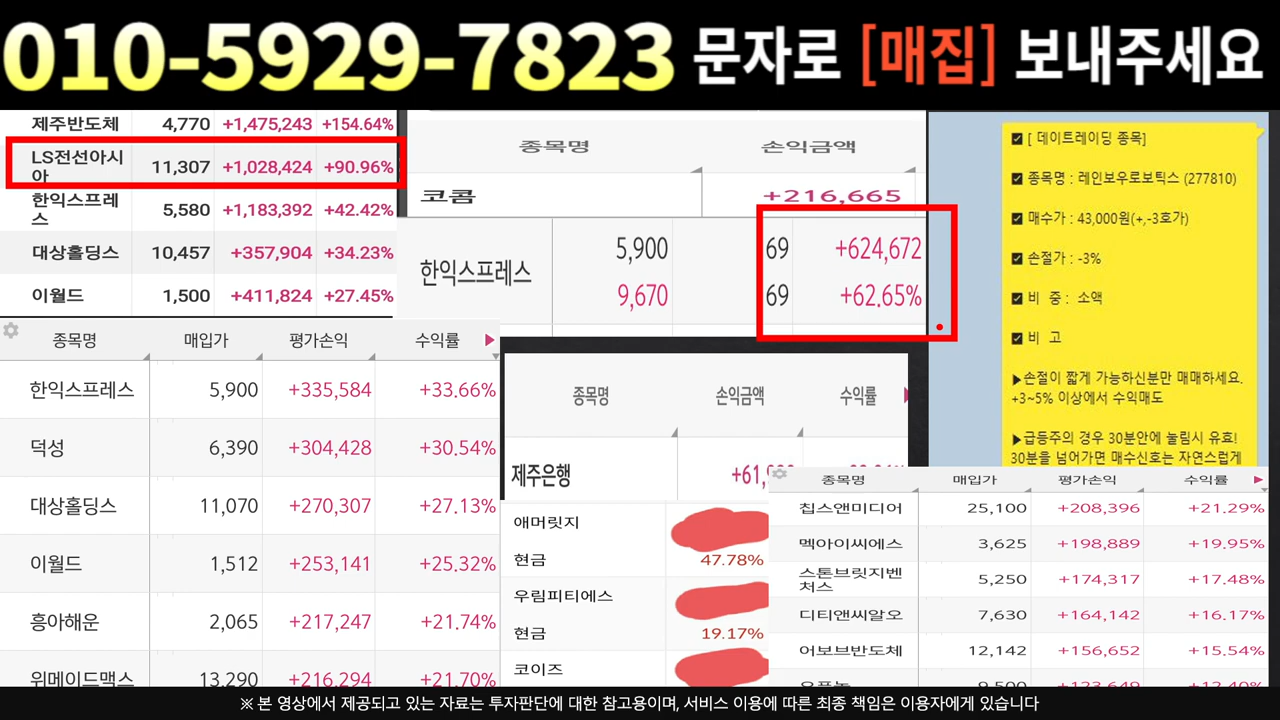 010-5929-7823 문자로 [매집] 보내주세요
제주반도체 4,770 +1,475,243 +154.64%
LS전선아시
아 11,307 +1,028,424 +90.96%
한익스프레
스 5,580 +1,183,392 +42.42%
대상홀딩스 10,457 +357,904 +34.23%
이월드 1,500 +411,824 +27.45%
종목명 손익금액
코콤 +216,665
한익스프레스
5,900 69 +624,672
9,670 69 +62.65%
✓ [ 데이트레이딩 종목]
✓ 종목명 : 레인보우로보틱스 (277810)
✓ 매수가 : 43,000원(+,-3호가)
✓ 손절가 : -3%
✓ 비 중 : 소액
✓ 비 고
▶손절이 짧게 가능하신분만 매매하세요.
+3~5% 이상에서 수익매도
▶급등주의 경우 30분안에 눌림시 유효!
30분을 넘어가면 매수신호는 자연스럽게
종목명 매입가 평가손익 수익률 ▶
한익스프레스 5,900 +335,584 +33.66%
덕성 6,390 +304,428 +30.54%
대상홀딩스 11,070 +270,307 +27.13%
이월드 1,512 +253,141 +25.32%
흥아해운 2,065 +217,247 +21.74%
위메이드맥스 13,290 +216,294 +21.70%
종목명 손익금액 수익률
제주은행 +61,
애머릿지
현금 47.78%
우림피티에스
현금 19.17%
코이즈
종목명 매입가 평가손익 수익률 ▶
칩스앤미디어 25,100 +208,396 +21.29%
멕아이씨에스 3,625 +198,889 +19.95%
스톤브릿지벤
처스 5,250 +174,317 +17.48%
디티앤씨알오 7,630 +164,142 +16.17%
어보브반도체 12,142 +156,652 +15.54%
9,500 +123,649 +12.40%
※ 본 영상에서 제공되고 있는 자료는 투자판단에 대한 참고용이며, 서비스 이용에 따른 최종 책임은 이용자에게 있습니다